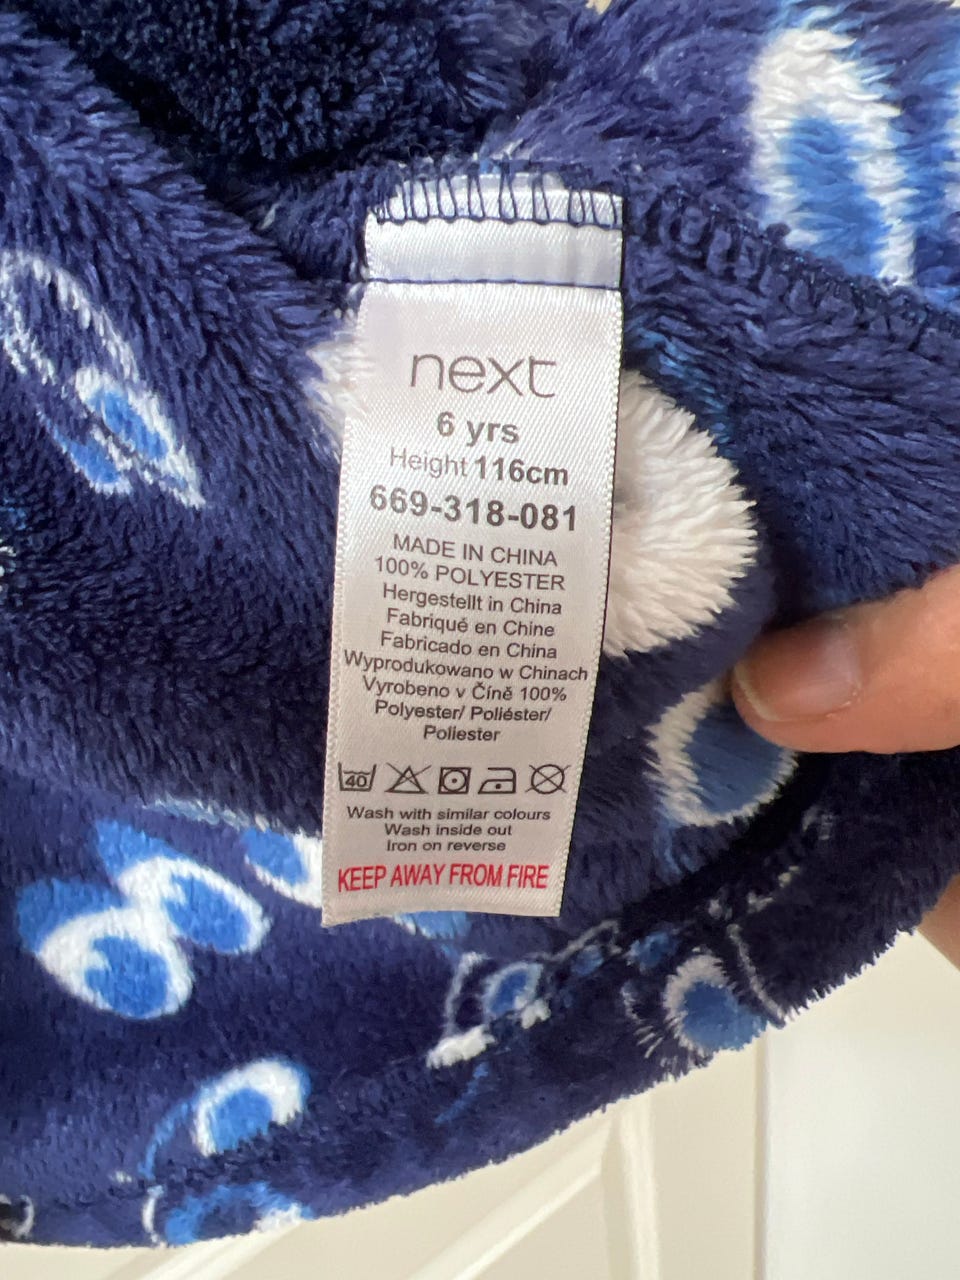 next
6 yrs
Height 116cm
669-318-081
MADE IN CHINA
100% POLYESTER
Hergestellt in China
Fabriqué en Chine
Fabricado en China
Wyprodukowano w Chinach
Vyrobeno v Číně 100%
Polyester/ Poliéster/
Poliester
40
Wash with similar colours
Wash inside out
Iron on reverse
KEEP AWAY FROM FIRE